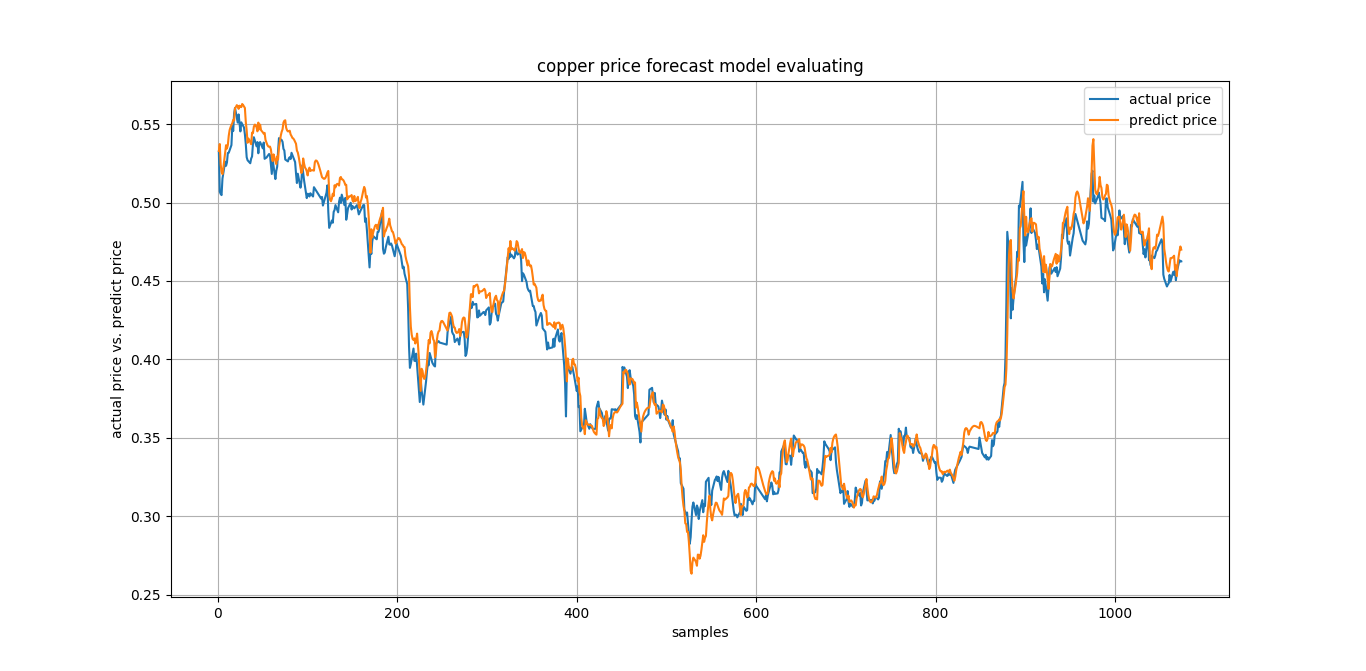 copper price forecast model evaluating
actual price
predict price
actual price vs. predict price
0.55
0.50
0.45
0.40
0.35
0.30
0.25
0 200 400 600 800 1000
samples